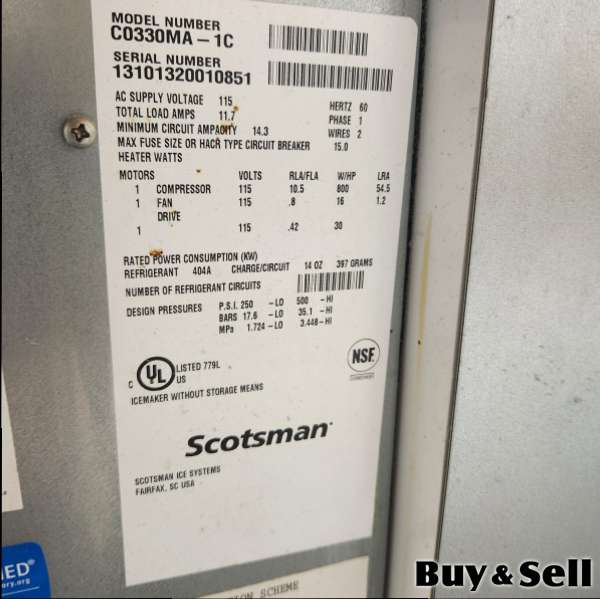 MODEL NUMBER
C0330MA-1C
SERIAL NUMBER
13101320010851
AC SUPPLY VOLTAGE 115 HERTZ 60
TOTAL LOAD AMPS 11.7 PHASE 1
MINIMUM CIRCUIT AMPACITY 14.3 WIRES 2
MAX FUSE SIZE OR HACR TYPE CIRCUIT BREAKER 15.0
HEATER WATTS
MOTORS VOLTS RLA/FLA W/HP LRA
1 COMPRESSOR 115 10.5 800 54.5
1 FAN 115 .8 16 1.2
DRIVE
1 115 .42 30
RATED POWER CONSUMPTION (KW)
REFRIGERANT 404A CHARGE/CIRCUIT 14 OZ 397 GRAMS
NUMBER OF REFRIGERANT CIRCUITS
DESIGN PRESSURES P.S.I. 250 -LO 500 -HI
BARS 17.6 -LO 35.1 -HI
MPa 1.724 -LO 3.448 -HI
C UL US LISTED 779L
NSF
ICEMAKER WITHOUT STORAGE MEANS
Scotsman
SCOTSMAN ICE SYSTEMS
FAIRFAX, SC USA
SCHEME
Buy & Sell